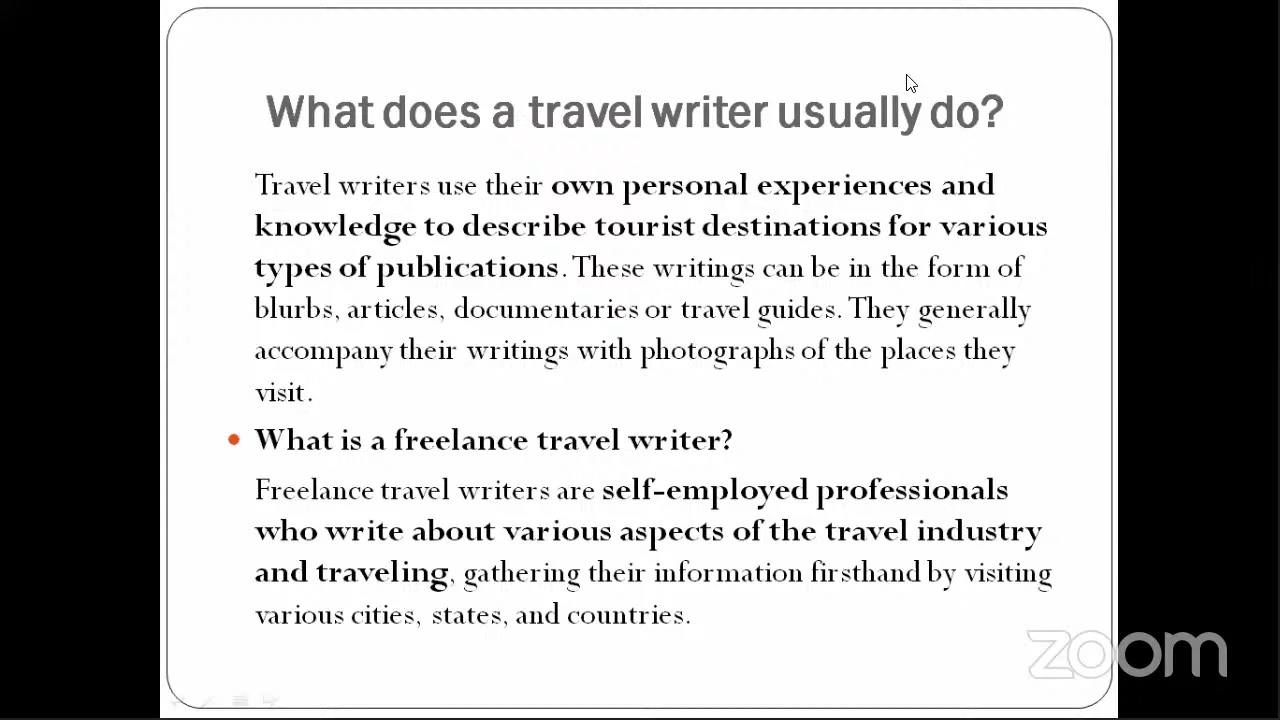 What does a travel writer usually do?
Travel writers use their own personal experiences and
knowledge to describe tourist destinations for various
types of publications. These writings can be in the form of
blurbs, articles, documentaries or travel guides. They generally
accompany their writings with photographs of the places they
visit.
• What is a freelance travel writer?
Freelance travel writers are self-employed professionals
who write about various aspects of the travel industry
and traveling, gathering their information firsthand by visiting
various cities, states, and countries.
zoom